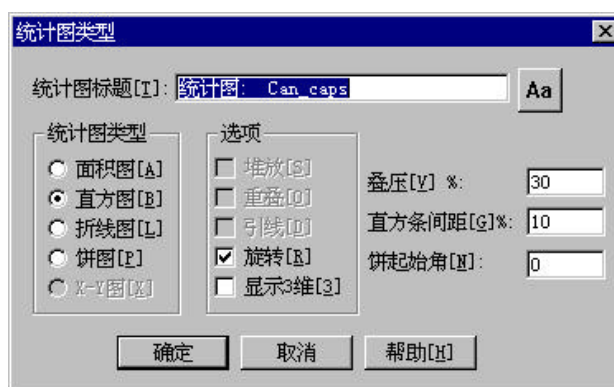 统计图类型
统计图标题[T]: 统计图: Can_caps
Aa
统计图类型
面积图[A]
直方图[B]
折线图[L]
饼图[P]
X-Y图[X]
选项
堆放[S]
重叠[O]
引线[D]
旋转[R]
显示3维[3]
叠压[V] %: 30
直方条间距[G]%: 10
饼起始角[N]: 0
确定 取消 帮助[H]